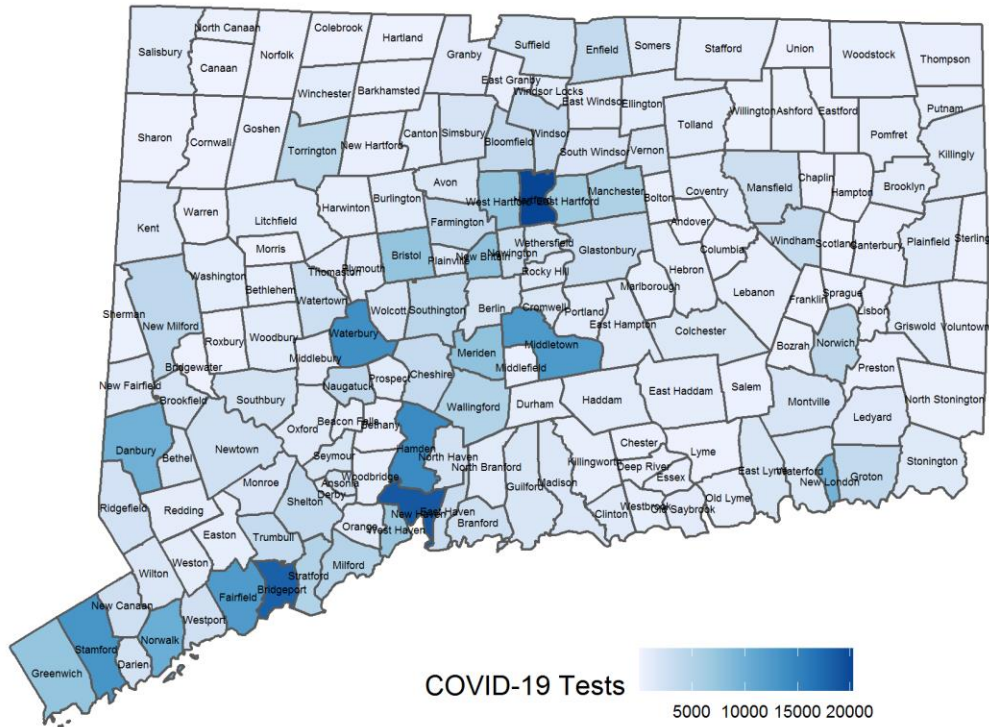 North Canaan Colebrook Hartland Suffield Enfield Somers Stafford Union Woodstock Thompson
Salisbury Canaan Norfolk Granby East Granby Windsor Locks
Winchester Barkhamsted East Windsor Ellington Willington Ashford Eastford Putnam
Sharon Cornwall Goshen Torrington New Hartford Canton Simsbury Bloomfield Windsor South Windsor Vernon Tolland Pomfret Killingly
Avon West Hartford East Hartford Manchester Bolton Coventry Mansfield Chaplin Hampton Brooklyn
Kent Warren Litchfield Harwinton Burlington Farmington Wethersfield Glastonbury Andover Columbia Windham Scotland Canterbury Plainfield Sterling
Morris Bristol Plainville New Britain Newington Rocky Hill Hebron
Washington Bethlehem Thomaston Plymouth Marlborough Lebanon Franklin Sprague
Sherman New Milford Watertown Wolcott Southington Berlin Cromwell Portland East Hampton Colchester Lisbon Griswold Voluntown
Roxbury Woodbury Waterbury Middletown Bozrah Norwich
Bridgewater Middlebury Meriden Middlefield Preston
New Fairfield Brookfield Southbury Naugatuck Prospect Cheshire Wallingford Durham Haddam East Haddam Salem Montville Ledyard North Stonington
Oxford Beacon Falls Bethany
Danbury Bethel Newtown Seymour Hamden North Haven Chester Lyme
Monroe Ansonia Woodbridge North Branford Killingworth Deep River East Lyme Waterford Stonington
Ridgefield Redding Shelton Derby Guilford Madison Essex New London Groton
Easton Trumbull Orange New Haven East Haven Branford Clinton Westbrook Old Saybrook Old Lyme
Wilton Weston Stratford Milford West Haven
New Canaan Fairfield Bridgeport
Westport
Greenwich Stamford Darien Norwalk
COVID-19 Tests
5000 10000 15000 20000